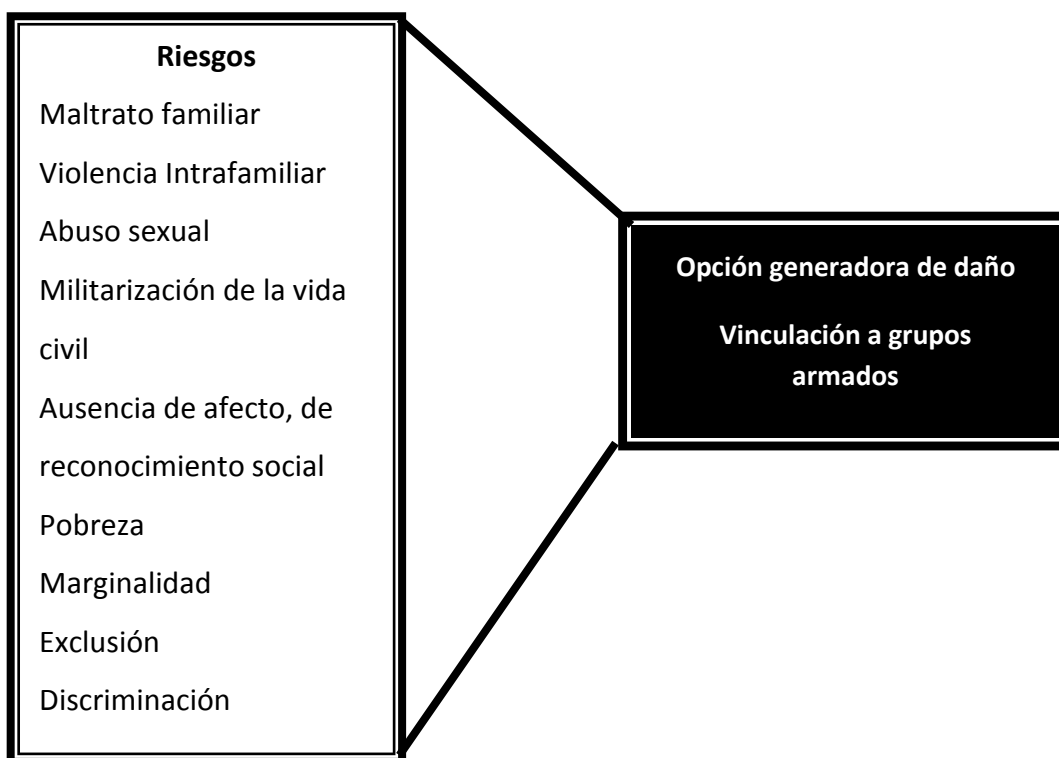 Riesgos
Maltrato familiar
Violencia Intrafamiliar
Abuso sexual
Militarización de la vida
civil
Ausencia de afecto, de
reconocimiento social
Pobreza
Marginalidad
Exclusión
Discriminación
Opción generadora de daño
Vinculación a grupos
armados